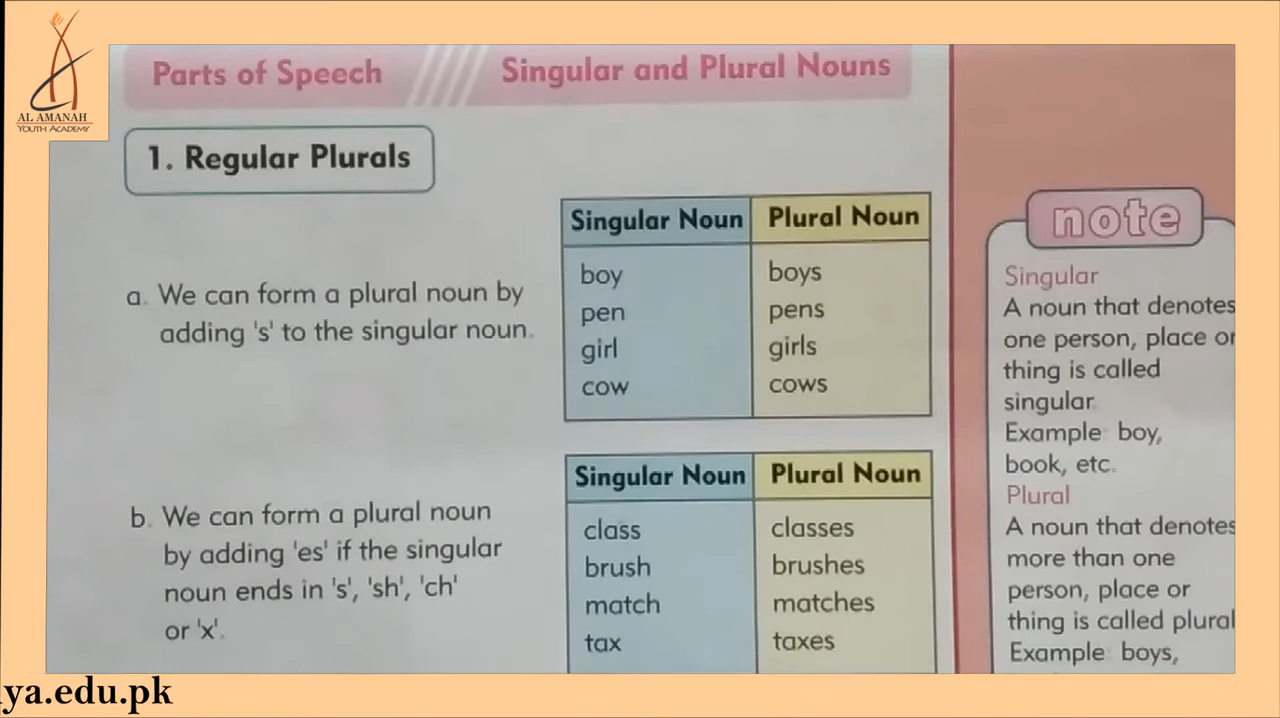 AL AMANAH
YOUTH ACADEMY
Parts of Speech
Singular and Plural Nouns
1. Regular Plurals
a. We can form a plural noun by
adding 's' to the singular noun.
Singular Noun Plural Noun
boy boys
pen pens
girl girls
cow cows
b. We can form a plural noun
by adding 'es' if the singular
noun ends in 's', 'sh', 'ch'
or 'x'.
Singular Noun Plural Noun
class classes
brush brushes
match matches
tax taxes
note
Singular
A noun that denotes
one person, place or
thing is called
singular.
Example: boy,
book, etc.
Plural
A noun that denotes
more than one
person, place or
thing is called plural
Example: boys,
ya.edu.pk